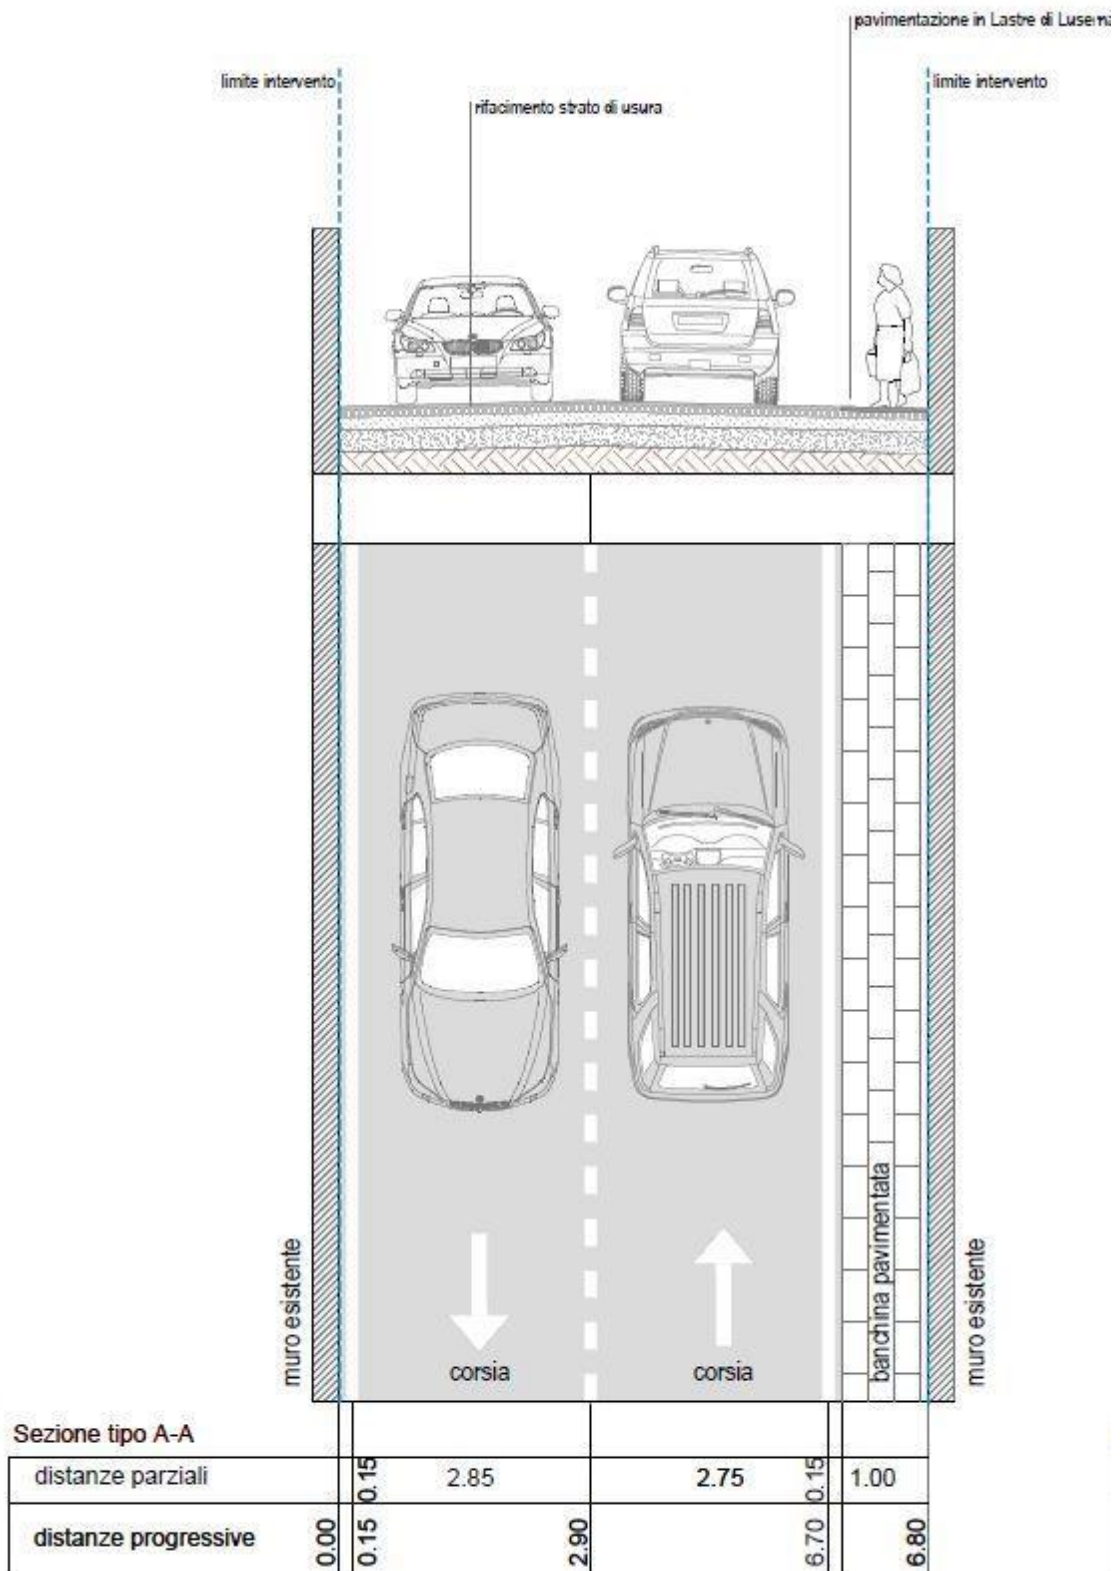 pavimentazione in Lastre di Luserna
limite intervento
limite intervento
rifacimento strato di usura
muro esistente
banchina pavimentata
muro esistente
corsia
corsia
Sezione tipo A-A
distanze parziali
0.15
2.85
2.75
0.15
1.00
distanze progressive
0.00
0.15
2.90
6.70
6.80